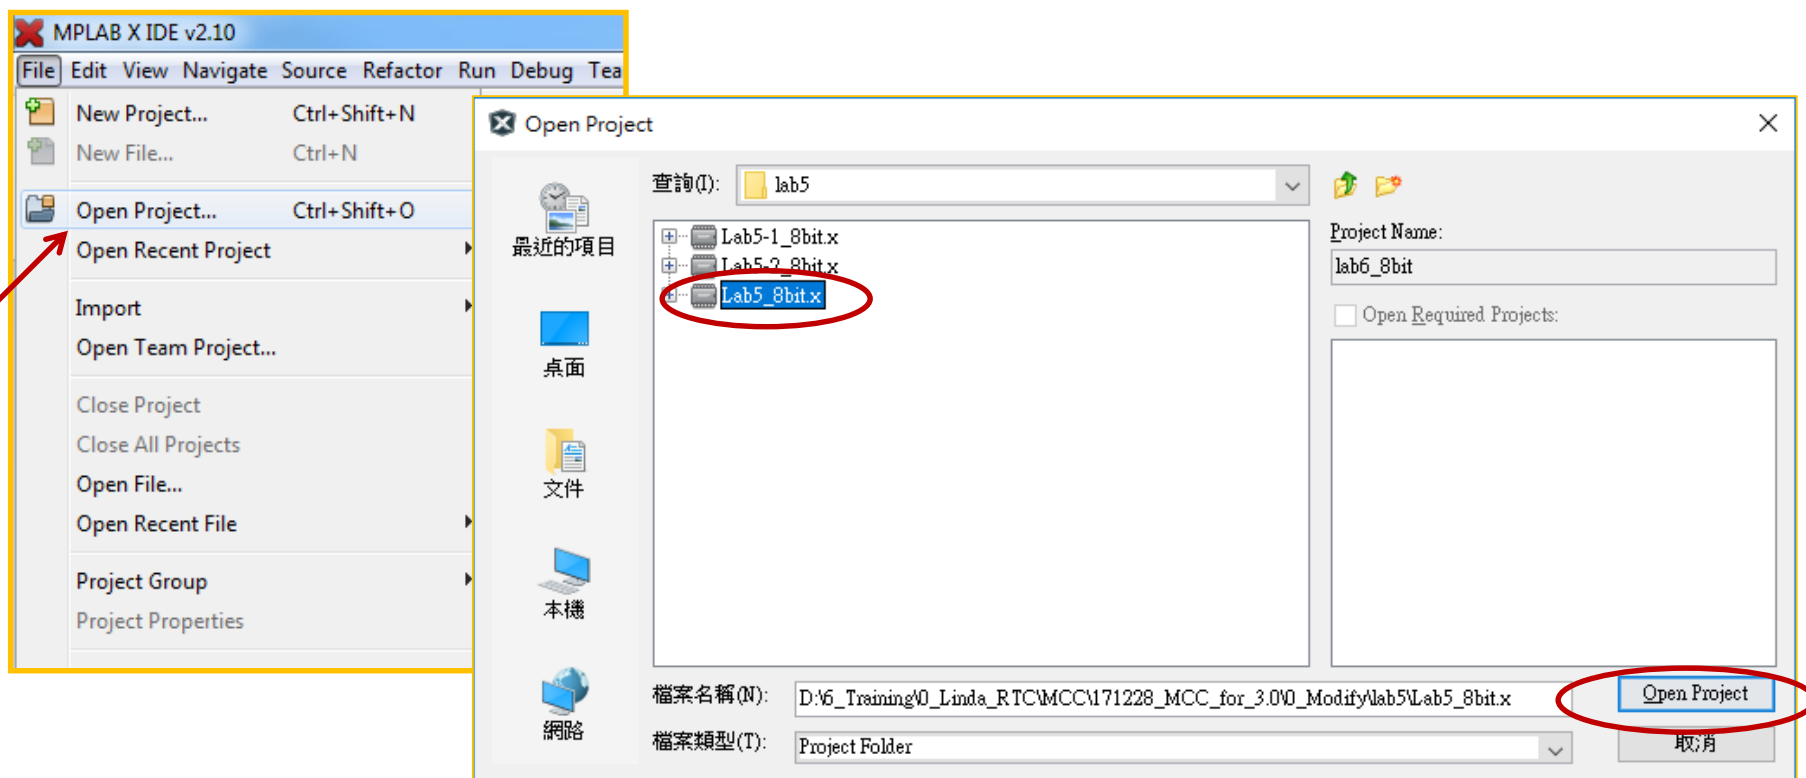 MPLAB X IDE v2.10
File Edit View Navigate Source Refactor Run Debug Tea
New Project... Ctrl+Shift+N
New File... Ctrl+N
Open Project... Ctrl+Shift+O
Open Recent Project
Import
Open Team Project...
Close Project
Close All Projects
Open File...
Open Recent File
Project Group
Project Properties
Open Project
查詢(I): lab5
最近的項目
桌面
文件
本機
網路
Lab5-1_8bit.x
Lab5-2_8bit.x
Lab5_8bit.x
Project Name:
lab6_8bit
Open Required Projects:
檔案名稱(N): D:\6_Training\0_Linda_RTC\MCC\171228_MCC_for_3.0\0_Modify\lab5\Lab5_8bit.x
Open Project
檔案類型(T): Project Folder
取消